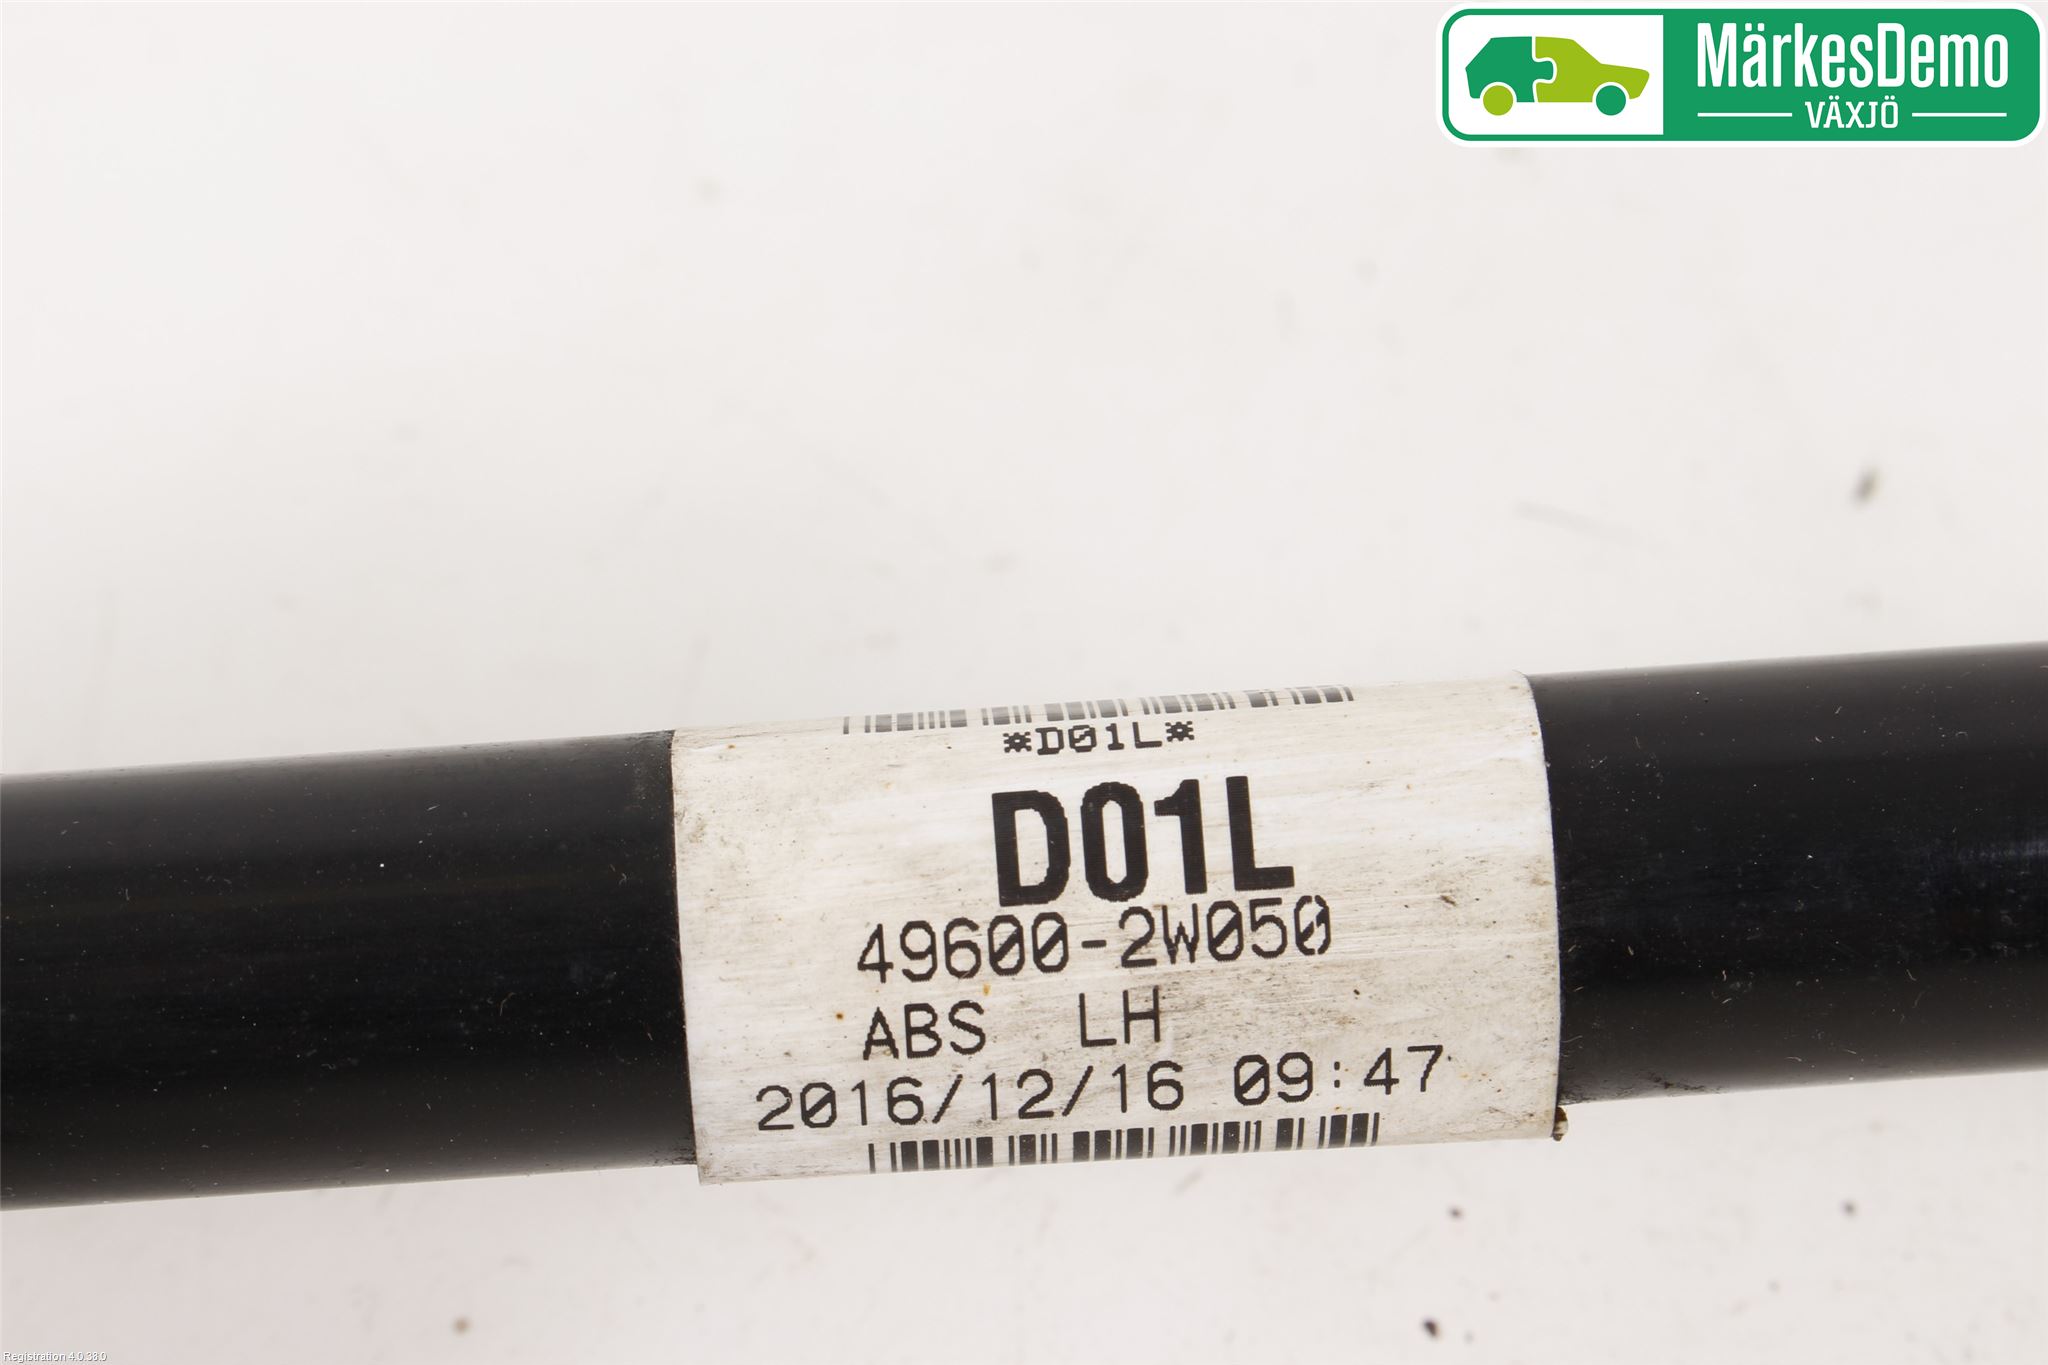 MärkesDemo
VÄXJÖ
*D01L*
D01L
49600-2W050
ABS LH
2016/12/16 09:47
Registration 4.0.38.0